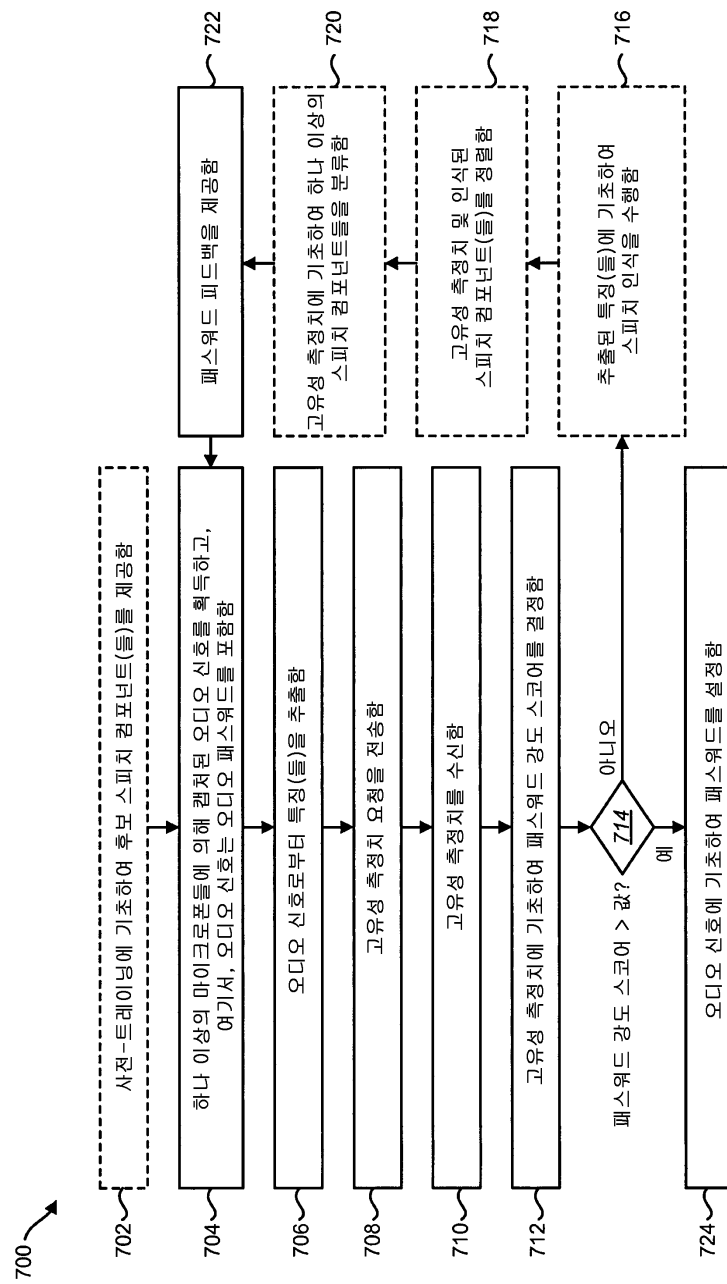 700
702
사전-트레이닝에 기초하여 후보 스피치 컴포넌트(들)를 제공함
704
하나 이상의 마이크로폰들에 의해 캡처된 오디오 신호를 획득하고,
여기서, 오디오 신호는 오디오 패스워드를 포함함
706
오디오 신호로부터 특징(들)을 추출함
708
고유성 측정치 요청을 전송함
710
고유성 측정치를 수신함
712
고유성 측정치에 기초하여 패스워드 강도 스코어를 결정함
패스워드 강도 스코어 > 값?
714
아니오
예
716
추출된 특징(들)에 기초하여
스피치 인식을 수행함
718
고유성 측정치 및 인식된
스피치 컴포넌트(들)를 정렬함
720
고유성 측정치에 기초하여 하나 이상의
스피치 컴포넌트들을 분류함
722
패스워드 피드백을 제공함
724
오디오 신호에 기초하여 패스워드를 설정함